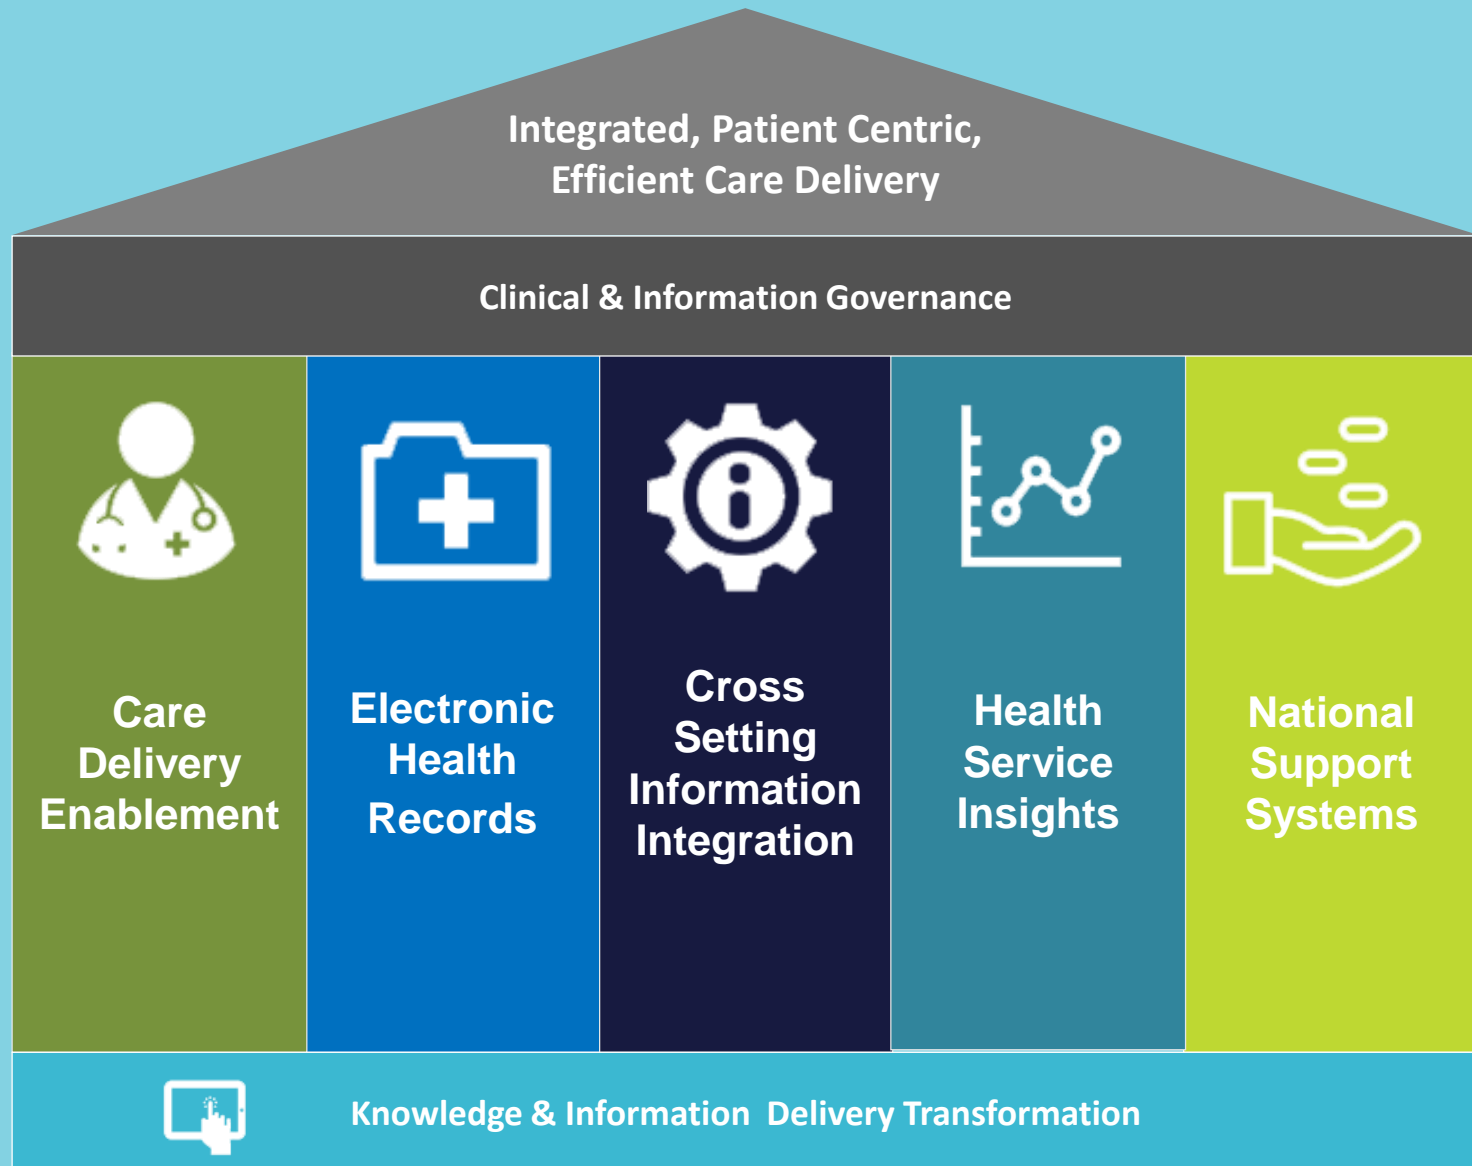 Integrated, Patient Centric,
Efficient Care Delivery
Clinical & Information Governance
Care
Delivery
Enablement
Electronic
Health
Records
Cross
Setting
Information
Integration
Health
Service
Insights
National
Support
Systems
Knowledge & Information Delivery Transformation